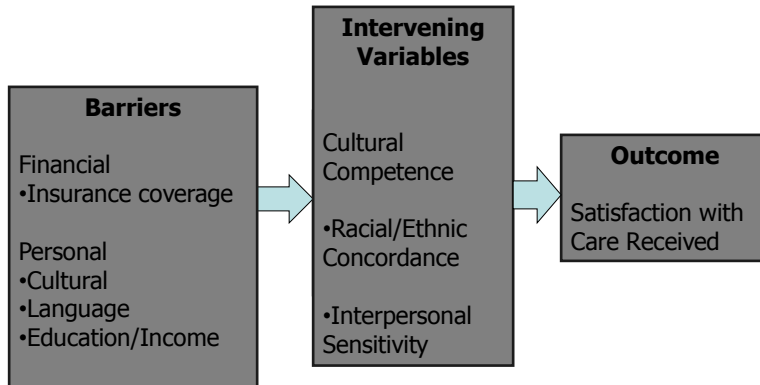 Barriers
Financial
•Insurance coverage
Personal
•Cultural
•Language
•Education/Income
Intervening
Variables
Cultural
Competence
•Racial/Ethnic
Concordance
•Interpersonal
Sensitivity
Outcome
Satisfaction with
Care Received